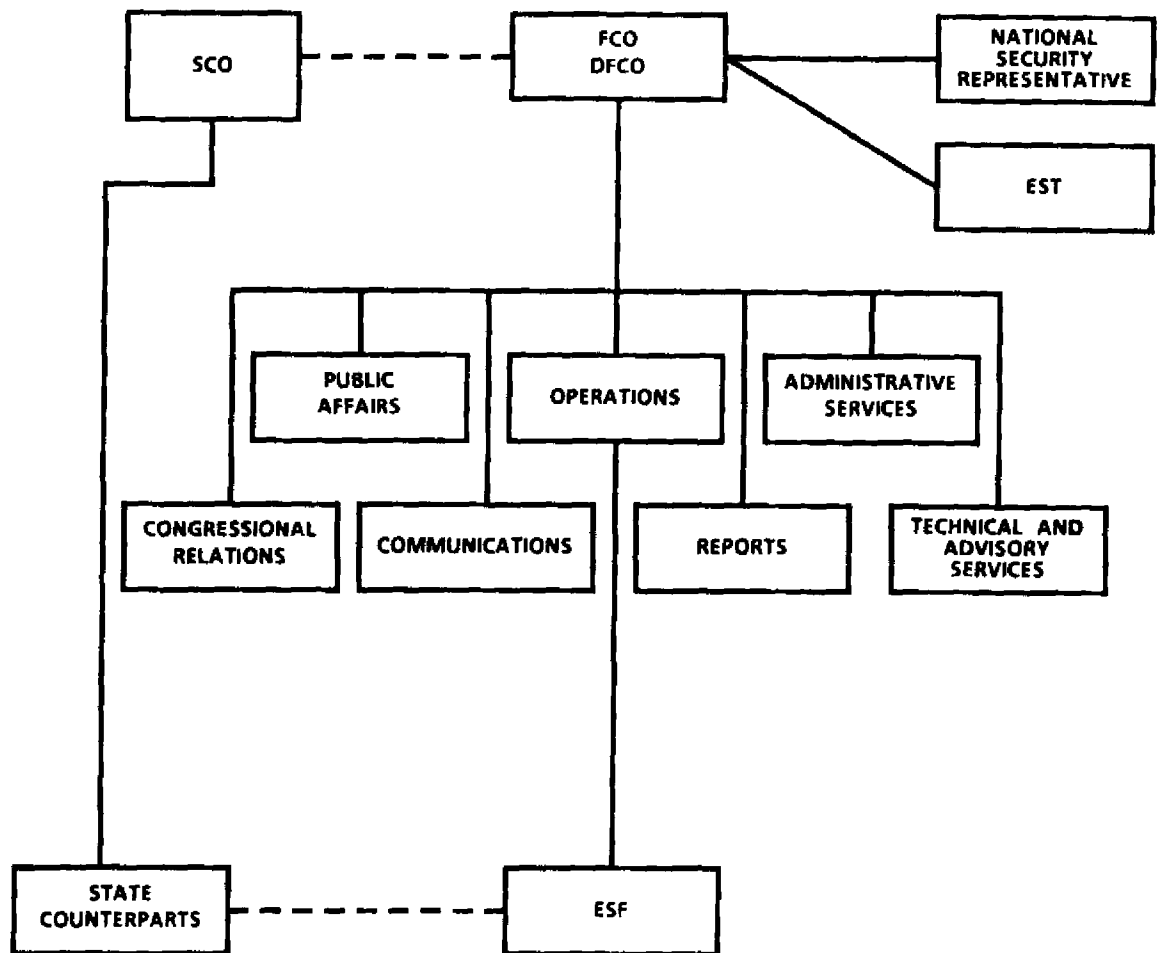 SCO
FCO
DFCO
NATIONAL
SECURITY
REPRESENTATIVE
EST
PUBLIC
AFFAIRS
OPERATIONS
ADMINISTRATIVE
SERVICES
CONGRESSIONAL
RELATIONS
COMMUNICATIONS
REPORTS
TECHNICAL AND
ADVISORY
SERVICES
STATE
COUNTERPARTS
ESF